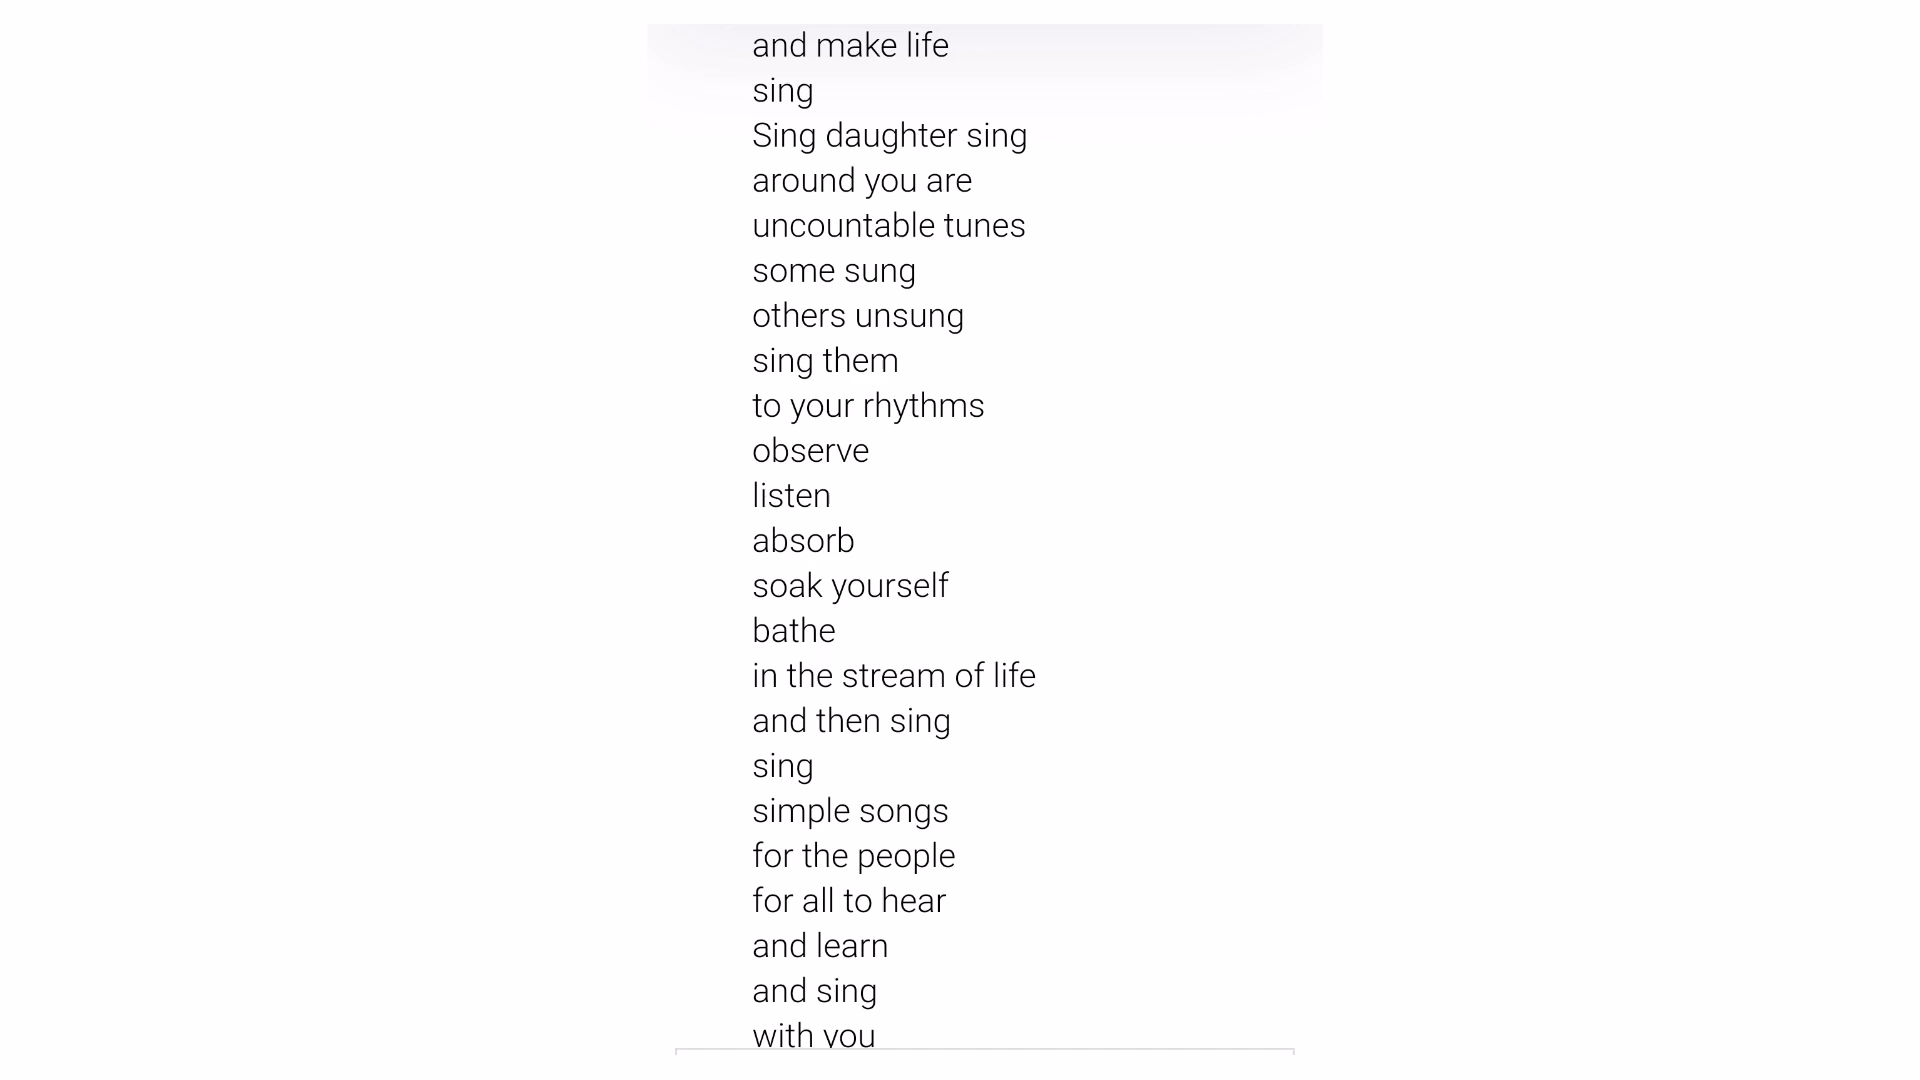 and make life
sing
Sing daughter sing
around you are
uncountable tunes
some sung
others unsung
sing them
to your rhythms
observe
listen
absorb
soak yourself
bathe
in the stream of life
and then sing
sing
simple songs
for the people
for all to hear
and learn
and sing
with you